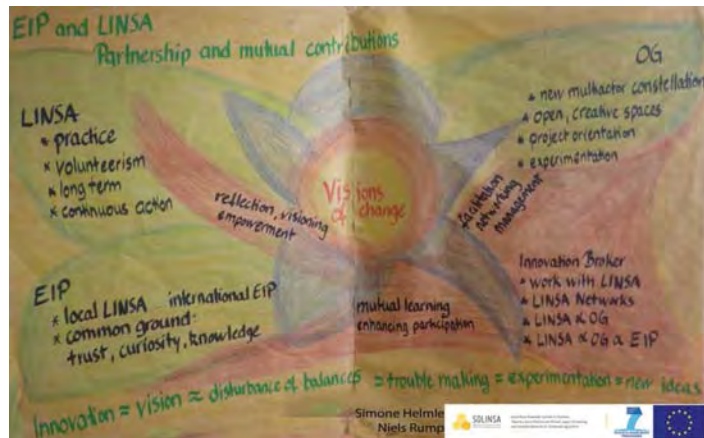 EIP and LINSA
Partnership and mutual contributions
LINSA
* practice
* volunteerism
* long term
* continuous action
OG
* new multiactor constellation
* open, creative spaces
* project orientation
* experimentation
Visions
of change
reflection, visioning
empowerment
facilitation
networking
management
EIP
* local LINSA ... international EIP
* common ground:
trust, curiosity, knowledge
mutual learning
enhancing participation
Innovation Broker
* work with LINSA
* LINSA Networks
* LINSA ∝ OG
* LINSA ∝ OG ∝ EIP
Innovation = vision = disturbance of balances = trouble making = experimentation = new ideas
Simone Helmle
Niels Rump
SOLINSA